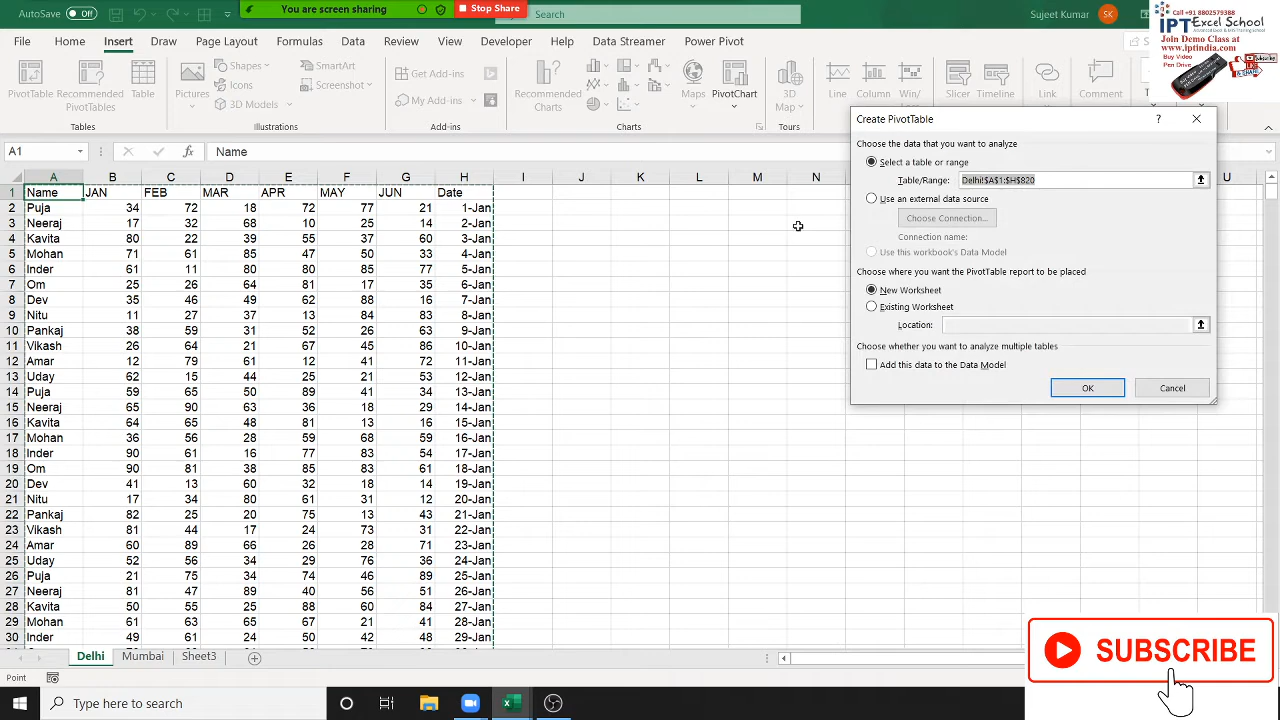 AutoSave Off
You are screen sharing
Stop Share
Search
Sujeet Kumar
SK
Call +91 8802579388
IPT Excel School
Advanced Excel & MIS Training School
Join Demo Class at
www.iptindia.com
Buy Video
Pen Drive
File Home Insert Draw Page Layout Formulas Data Review View Developer Help Data Streamer Power Pivot
PivotTable
Recommended PivotTables
Tables
Pictures
Shapes
Icons
3D Models
SmartArt
Screenshot
Illustrations
Get Add-ins
My Add-ins
Add-ins
Recommended Charts
Maps
PivotChart
Charts
3D Map
Tours
Line
Column
Win/
Slicer
Timeline
Link
Comment
A1
fx
Name
A B C D E F G H I J K L M N U
1 Name JAN FEB MAR APR MAY JUN Date
2 Puja 34 72 18 72 77 21 1-Jan
3 Neeraj 17 32 68 10 25 14 2-Jan
4 Kavita 80 22 39 55 37 60 3-Jan
5 Mohan 71 61 85 47 50 33 4-Jan
6 Inder 61 11 80 80 85 77 5-Jan
7 Om 25 26 64 81 17 35 6-Jan
8 Dev 35 46 49 62 88 16 7-Jan
9 Nitu 11 27 37 13 84 83 8-Jan
10 Pankaj 38 59 31 52 26 63 9-Jan
11 Vikash 26 64 21 57 45 86 10-Jan
12 Amar 12 79 61 12 41 72 11-Jan
13 Uday 62 15 44 25 21 53 12-Jan
14 Puja 59 65 50 89 41 34 13-Jan
15 Neeraj 65 90 63 36 18 29 14-Jan
16 Kavita 64 65 48 81 13 16 15-Jan
17 Mohan 36 56 28 59 68 59 16-Jan
18 Inder 90 61 16 77 83 54 17-Jan
19 Om 90 81 38 85 83 61 18-Jan
20 Dev 41 13 60 32 18 14 19-Jan
21 Nitu 17 34 80 61 31 12 20-Jan
22 Pankaj 82 25 20 75 13 43 21-Jan
23 Vikash 81 44 17 24 73 31 22-Jan
24 Amar 60 89 66 26 28 71 23-Jan
25 Uday 52 56 34 29 76 36 24-Jan
26 Puja 21 75 34 74 46 89 25-Jan
27 Neeraj 81 47 89 40 56 51 26-Jan
28 Kavita 50 55 25 88 60 84 27-Jan
29 Mohan 61 63 65 67 21 41 28-Jan
30 Inder 49 61 24 50 42 48 29-Jan
Create PivotTable ?
Choose the data that you want to analyze
Select a table or range
Table/Range: Delhi!$A$1:$H$820
Use an external data source
Choose Connection...
Connection name:
Use this workbook's Data Model
Choose where you want the PivotTable report to be placed
New Worksheet
Existing Worksheet
Location:
Choose whether you want to analyze multiple tables
Add this data to the Data Model
OK Cancel
SUBSCRIBE
Delhi Mumbai Sheet3
Point
Type here to search